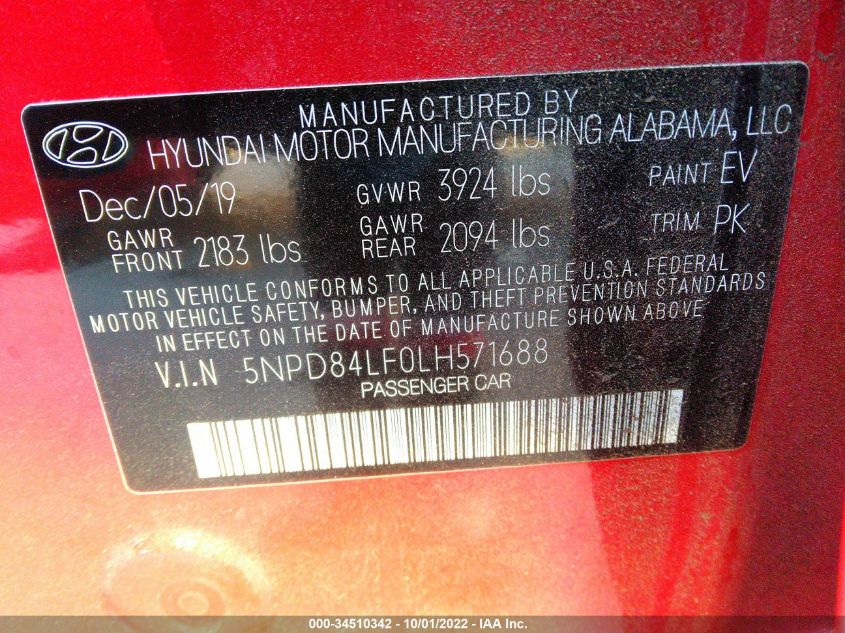 MANUFACTURED BY
HYUNDAI MOTOR MANUFACTURING ALABAMA, LLC
Dec/05/19 GVWR 3924 lbs PAINT EV
GAWR FRONT 2183 lbs GAWR REAR 2094 lbs TRIM PK
THIS VEHICLE CONFORMS TO ALL APPLICABLE U.S.A. FEDERAL
MOTOR VEHICLE SAFETY, BUMPER, AND THEFT PREVENTION STANDARDS
IN EFFECT ON THE DATE OF MANUFACTURE SHOWN ABOVE.
V.I.N 5NPD84LF0LH571688
PASSENGER CAR
000-34510342 - 10/01/2022 - IAA Inc.